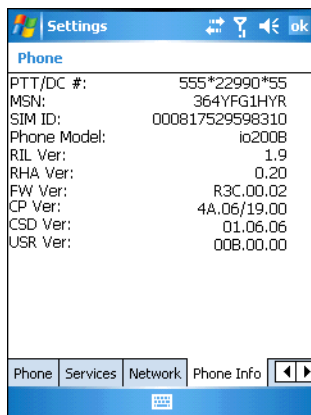 Settings ok
Phone
PTT/DC #: 555*22990*55
MSN: 364YFG1HYR
SIM ID: 000817529598310
Phone Model: io200B
RIL Ver: 1.9
RHA Ver: 0.20
FW Ver: R3C.00.02
CP Ver: 4A.06/19.00
CSD Ver: 01.06.06
USR Ver: 00B.00.00
Phone Services Network Phone Info